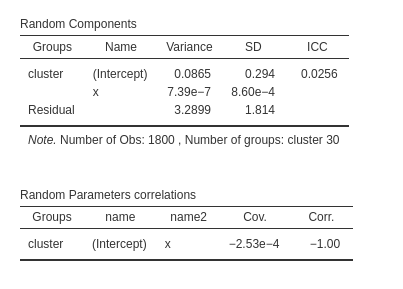 Random Components
Groups Name Variance SD ICC
cluster (Intercept) 0.0865 0.294 0.0256
x 7.39e−7 8.60e−4
Residual 3.2899 1.814
Note. Number of Obs: 1800 , Number of groups: cluster 30
Random Parameters correlations
Groups name name2 Cov. Corr.
cluster (Intercept) x −2.53e−4 −1.00